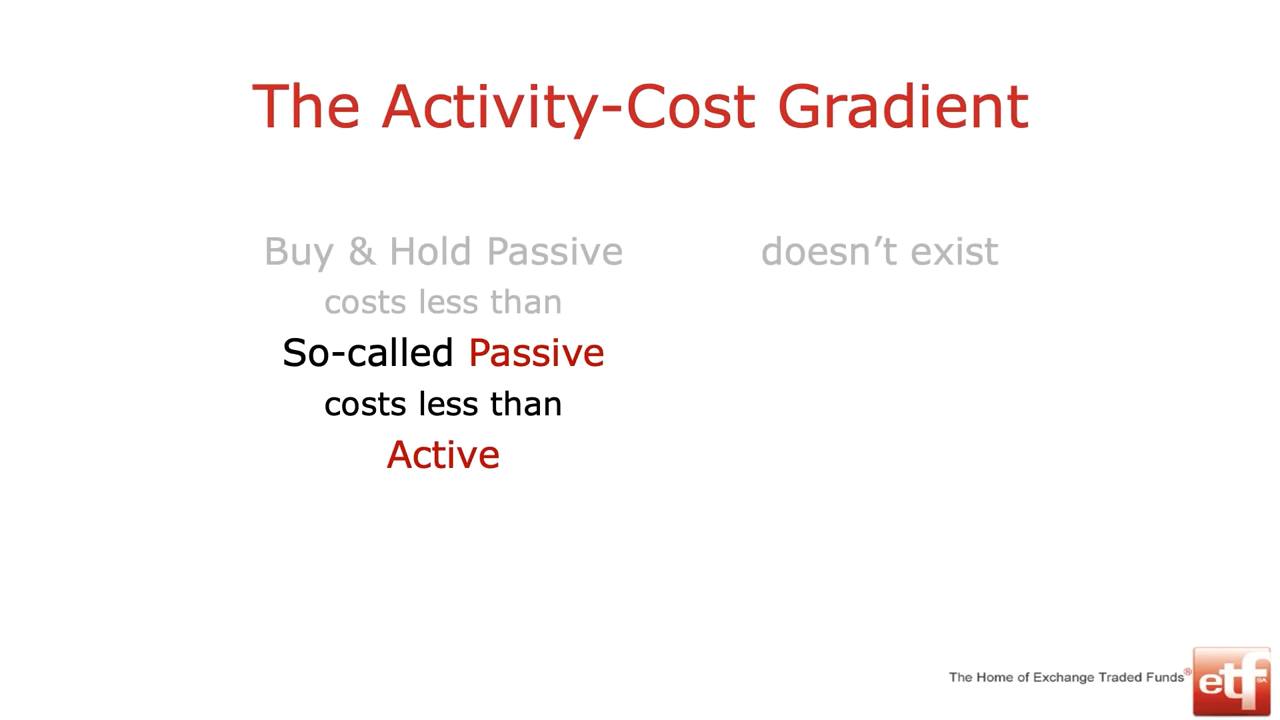 The Activity-Cost Gradient
Buy & Hold Passive doesn’t exist
costs less than
So-called Passive
costs less than
Active
The Home of Exchange Traded Funds®
etf SA